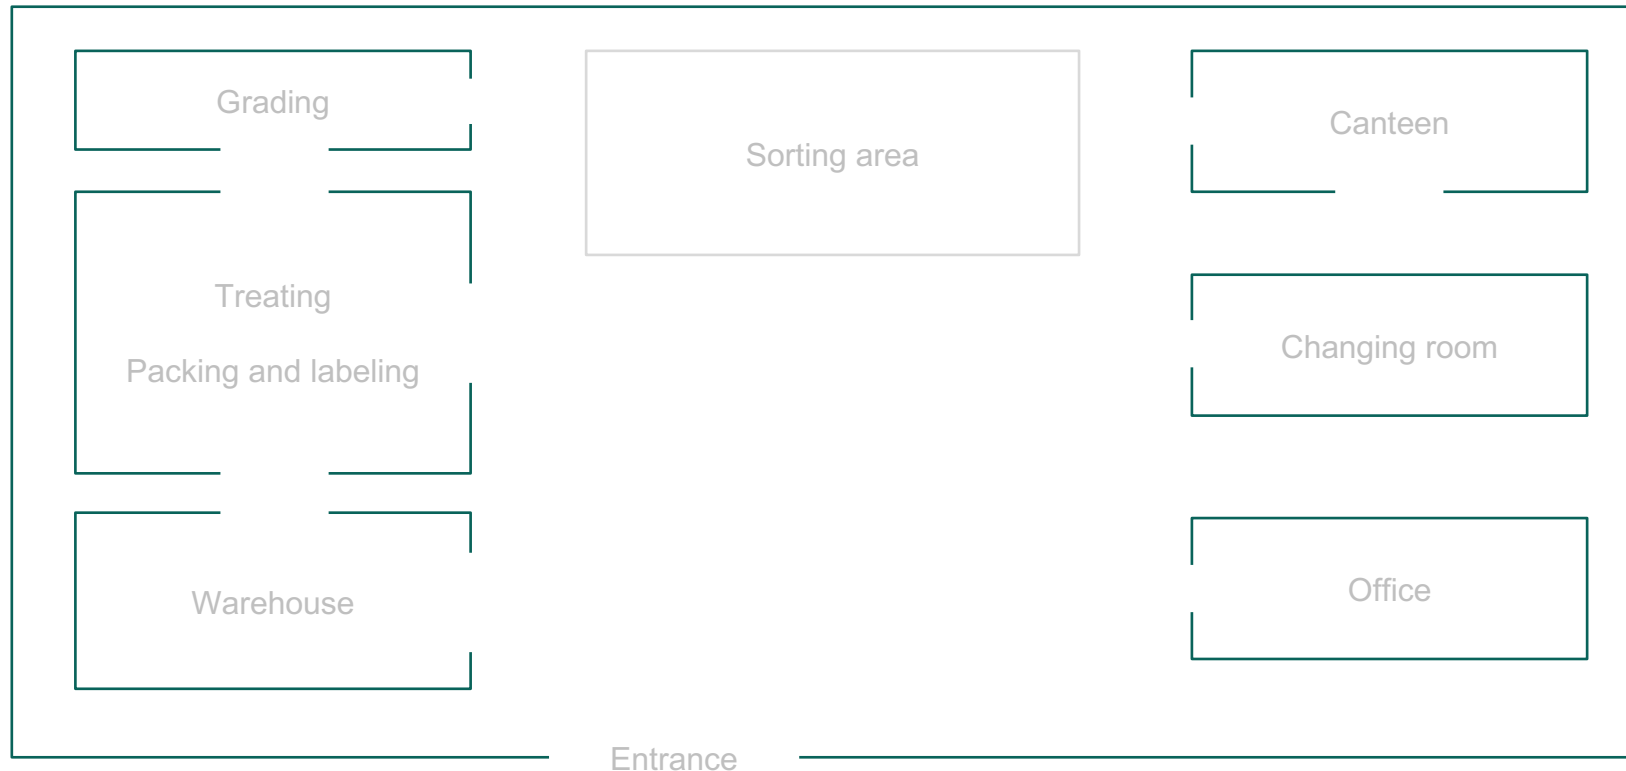 Grading
Sorting area
Canteen
Treating
Packing and labeling
Changing room
Warehouse
Office
Entrance